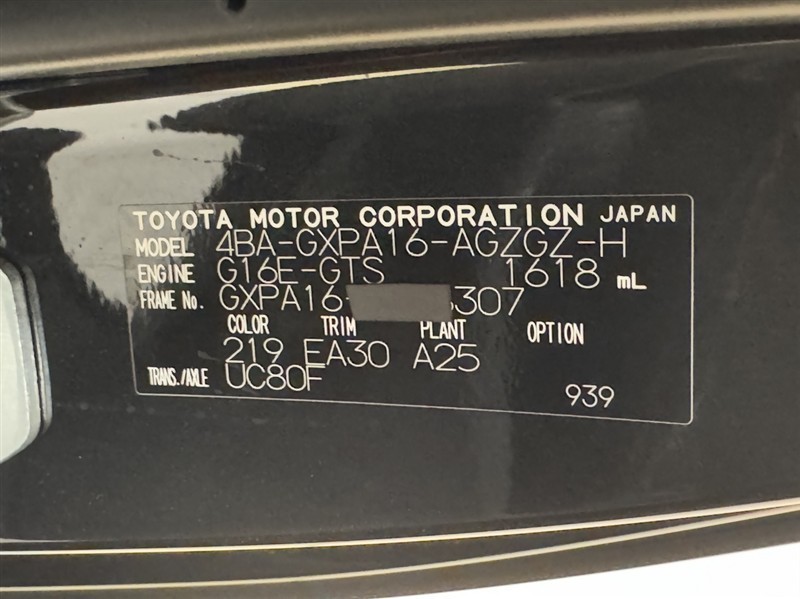 TOYOTA MOTOR CORPORATION JAPAN
MODEL 4BA-GXPA16-AGZGZ-H
ENGINE G16E-GTS 1618 mL
FRAME No. GXPA16- 307
COLOR TRIM PLANT OPTION
219 EA30 A25
TRANS./AXLE UC80F
939